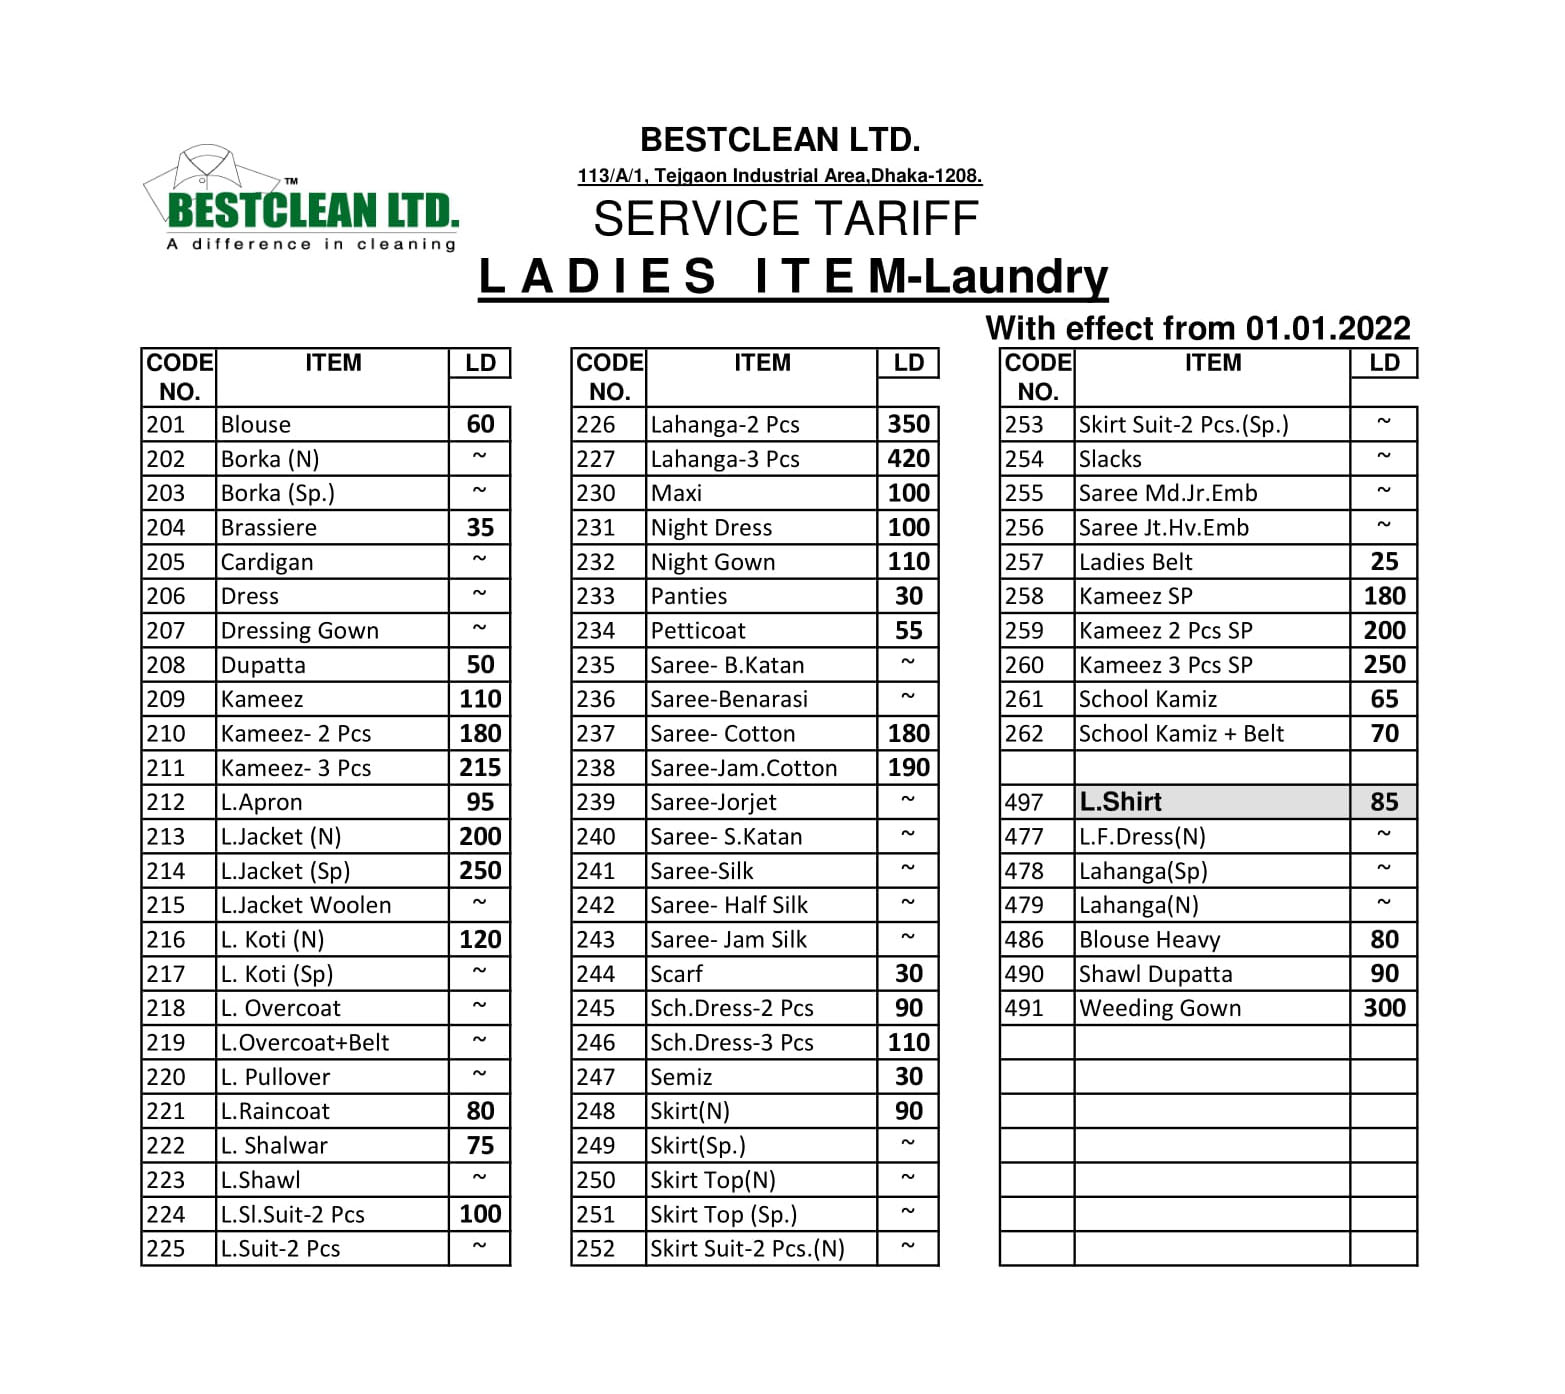 BESTCLEAN LTD.
113/A/1, Tejgaon Industrial Area,Dhaka-1208.
™
BESTCLEAN LTD.
A difference in cleaning
SERVICE TARIFF
LADIES ITEM-Laundry
With effect from 01.01.2022
CODE NO. ITEM LD
201 Blouse 60
202 Borka (N) ~
203 Borka (Sp.) ~
204 Brassiere 35
205 Cardigan ~
206 Dress ~
207 Dressing Gown ~
208 Dupatta 50
209 Kameez 110
210 Kameez- 2 Pcs 180
211 Kameez- 3 Pcs 215
212 L.Apron 95
213 L.Jacket (N) 200
214 L.Jacket (Sp) 250
215 L.Jacket Woolen ~
216 L. Koti (N) 120
217 L. Koti (Sp) ~
218 L. Overcoat ~
219 L.Overcoat+Belt ~
220 L. Pullover ~
221 L.Raincoat 80
222 L. Shalwar 75
223 L.Shawl ~
224 L.Sl.Suit-2 Pcs 100
225 L.Suit-2 Pcs ~
CODE NO. ITEM LD
226 Lahanga-2 Pcs 350
227 Lahanga-3 Pcs 420
230 Maxi 100
231 Night Dress 100
232 Night Gown 110
233 Panties 30
234 Petticoat 55
235 Saree- B.Katan ~
236 Saree-Benarasi ~
237 Saree- Cotton 180
238 Saree-Jam.Cotton 190
239 Saree-Jorjet ~
240 Saree- S.Katan ~
241 Saree-Silk ~
242 Saree- Half Silk ~
243 Saree- Jam Silk ~
244 Scarf 30
245 Sch.Dress-2 Pcs 90
246 Sch.Dress-3 Pcs 110
247 Semiz 30
248 Skirt(N) 90
249 Skirt(Sp.) ~
250 Skirt Top(N) ~
251 Skirt Top (Sp.) ~
252 Skirt Suit-2 Pcs.(N) ~
CODE NO. ITEM LD
253 Skirt Suit-2 Pcs.(Sp.) ~
254 Slacks ~
255 Saree Md.Jr.Emb ~
256 Saree Jt.Hv.Emb ~
257 Ladies Belt 25
258 Kameez SP 180
259 Kameez 2 Pcs SP 200
260 Kameez 3 Pcs SP 250
261 School Kamiz 65
262 School Kamiz + Belt 70
497 L.Shirt 85
477 L.F.Dress(N) ~
478 Lahanga(Sp) ~
479 Lahanga(N) ~
486 Blouse Heavy 80
490 Shawl Dupatta 90
491 Weeding Gown 300